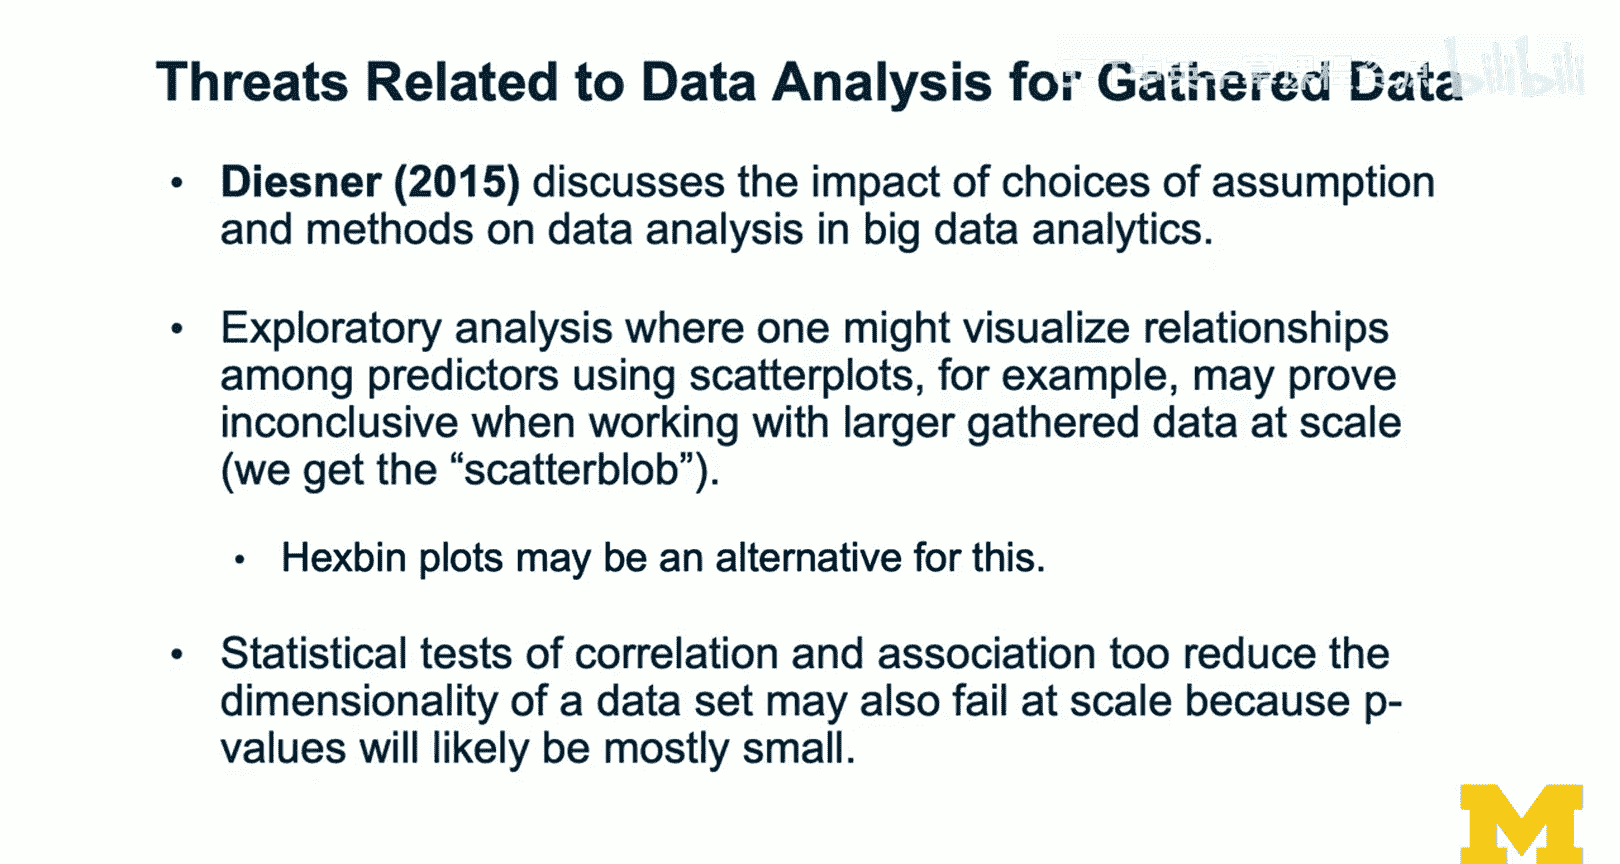 Threats Related to Data Analysis for Gathered Data
bilibili
• Diesner (2015) discusses the impact of choices of assumption
and methods on data analysis in big data analytics.
• Exploratory analysis where one might visualize relationships
among predictors using scatterplots, for example, may prove
inconclusive when working with larger gathered data at scale
(we get the “scatterblob”).
• Hexbin plots may be an alternative for this.
• Statistical tests of correlation and association too reduce the
dimensionality of a data set may also fail at scale because p-
values will likely be mostly small.
M